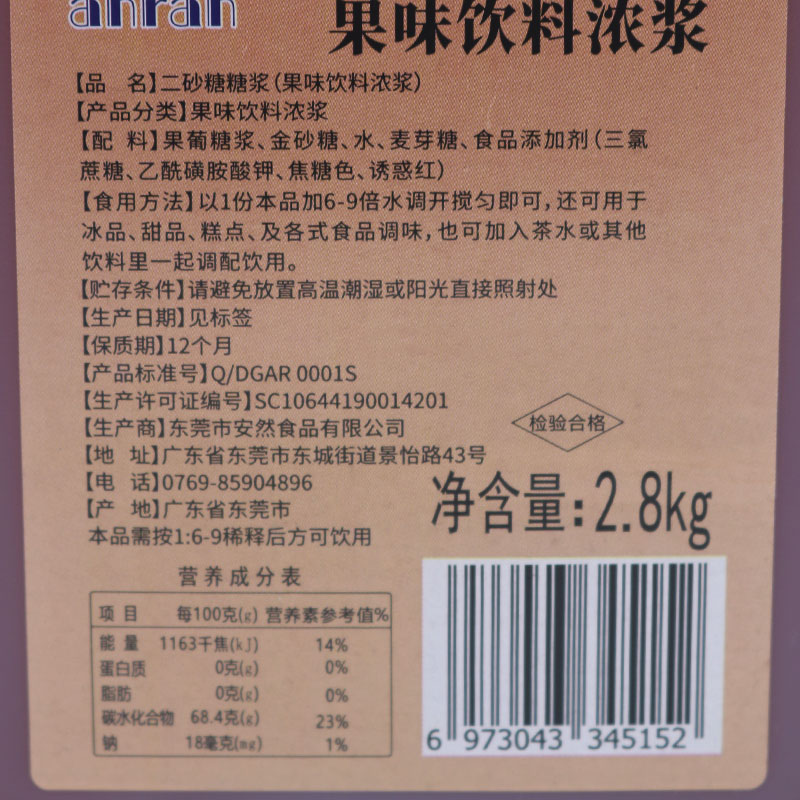 anran
果味饮料浓浆
【品 名】二砂糖糖浆(果味饮料浓浆)
【产品分类】果味饮料浓浆
【配 料】果葡糖浆、金砂糖、水、麦芽糖、食品添加剂(三氯
蔗糖、乙酰磺胺酸钾、焦糖色、诱惑红)
【食用方法】以1份本品加6-9倍水调开搅匀即可,还可用于
冰品、甜品、糕点、及各式食品调味,也可加入茶水或其他
饮料里一起调配饮用。
【贮存条件】请避免放置高温潮湿或阳光直接照射处
【生产日期】见标签
【保质期】12个月
【产品标准号】Q/DGAR 0001S
【生产许可证编号】SC10644190014201
【生产商】东莞市安然食品有限公司
检验合格
【地 址】广东省东莞市东城街道景怡路43号
【电 话】0769-85904896
【产 地】广东省东莞市
净含量:2.8kg
本品需按1:6-9稀释后方可饮用
营养成分表
项目 每100克(g) 营养素参考值%
能量 1163千焦(kJ) 14%
蛋白质 0克(g) 0%
脂肪 0克(g) 0%
碳水化合物 68.4克(g) 23%
钠 18毫克(mg) 1%
6 973043 345152